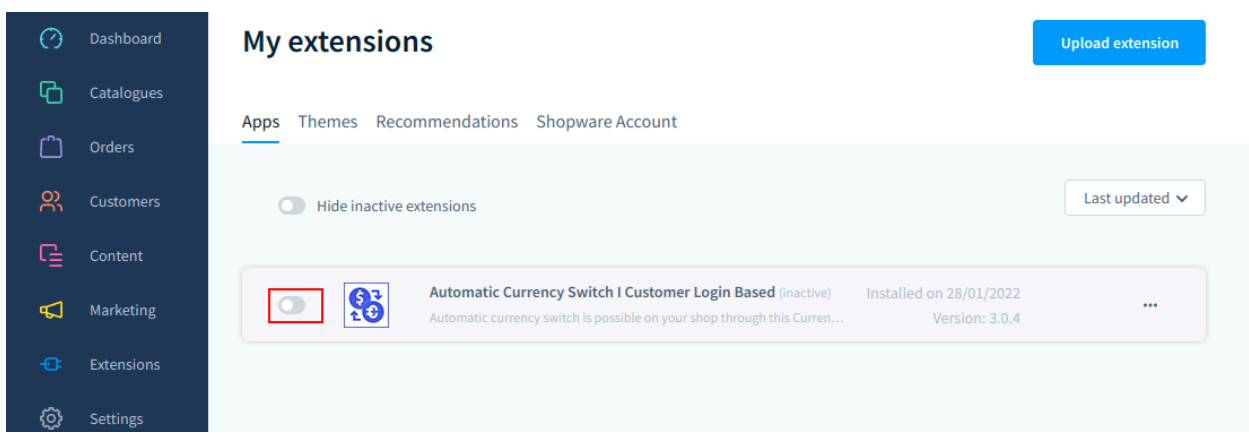 Dashboard
Catalogues
Orders
Customers
Content
Marketing
Extensions
Settings
My extensions
Upload extension
Apps Themes Recommendations Shopware Account
Hide inactive extensions
Last updated
Automatic Currency Switch I Customer Login Based (inactive)
Automatic currency switch is possible on your shop through this Curren...
Installed on 28/01/2022
Version: 3.0.4